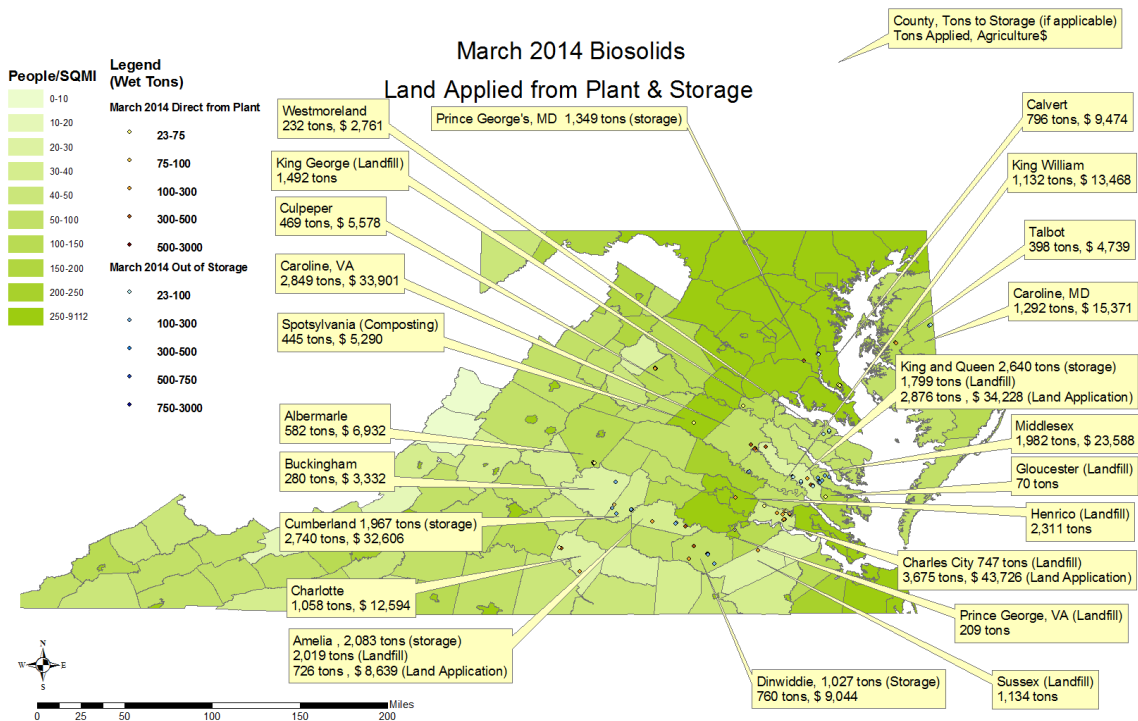 March 2014 Biosolids
Land Applied from Plant & Storage
County, Tons to Storage (if applicable)
Tons Applied, Agriculture$
People/SQMI
0-10
10-20
20-30
30-40
40-50
50-100
100-150
150-200
200-250
250-9112
Legend
(Wet Tons)
March 2014 Direct from Plant
23-75
75-100
100-300
300-500
500-3000
March 2014 Out of Storage
23-100
100-300
300-500
500-750
750-3000
Westmoreland
232 tons, $ 2,761
King George (Landfill)
1,492 tons
Culpeper
469 tons, $ 5,578
Caroline, VA
2,849 tons, $ 33,901
Spotsylvania (Composting)
445 tons, $ 5,290
Albermarle
582 tons, $ 6,932
Buckingham
280 tons, $ 3,332
Cumberland 1,967 tons (storage)
2,740 tons, $ 32,606
Charlotte
1,058 tons, $ 12,594
Amelia , 2,083 tons (storage)
2,019 tons (Landfill)
726 tons , $ 8,639 (Land Application)
Prince George's, MD 1,349 tons (storage)
Calvert
796 tons, $ 9,474
King William
1,132 tons, $ 13,468
Talbot
398 tons, $ 4,739
Caroline, MD
1,292 tons, $ 15,371
King and Queen 2,640 tons (storage)
1,799 tons (Landfill)
2,876 tons, $ 34,228 (Land Application)
Middlesex
1,982 tons, $ 23,588
Gloucester (Landfill)
70 tons
Henrico (Landfill)
2,311 tons
Charles City 747 tons (Landfill)
3,675 tons, $ 43,726 (Land Application)
Prince George, VA (Landfill)
209 tons
Sussex (Landfill)
1,134 tons
Dinwiddie, 1,027 tons (Storage)
760 tons, $ 9,044
N
W E
S
Miles
0 25 50 100 150 200